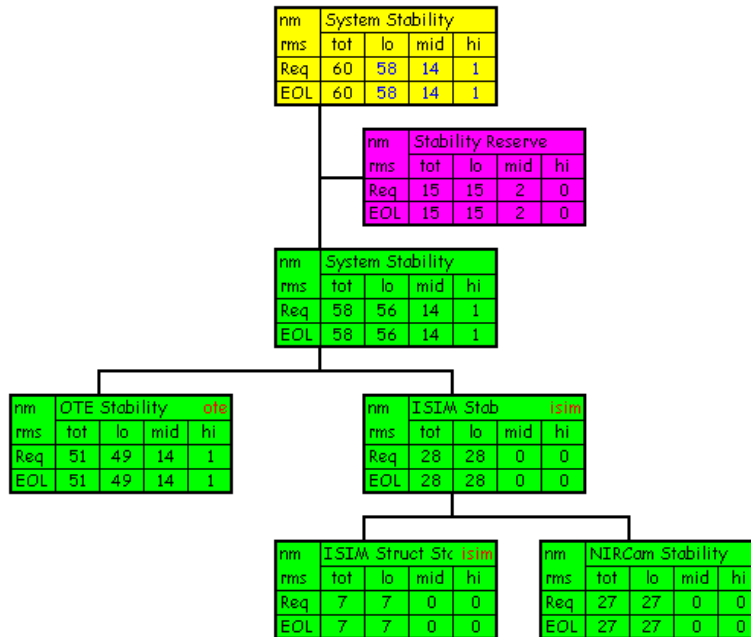 nm System Stability
rms tot lo mid hi
Req 60 58 14 1
EOL 60 58 14 1
nm Stability Reserve
rms tot lo mid hi
Req 15 15 2 0
EOL 15 15 2 0
nm System Stability
rms tot lo mid hi
Req 58 56 14 1
EOL 58 56 14 1
nm OTE Stability ote
rms tot lo mid hi
Req 51 49 14 1
EOL 51 49 14 1
nm ISIM Stab isim
rms tot lo mid hi
Req 28 28 0 0
EOL 28 28 0 0
nm ISIM Struct Stc isim
rms tot lo mid hi
Req 7 7 0 0
EOL 7 7 0 0
nm NIRCam Stability
rms tot lo mid hi
Req 27 27 0 0
EOL 27 27 0 0